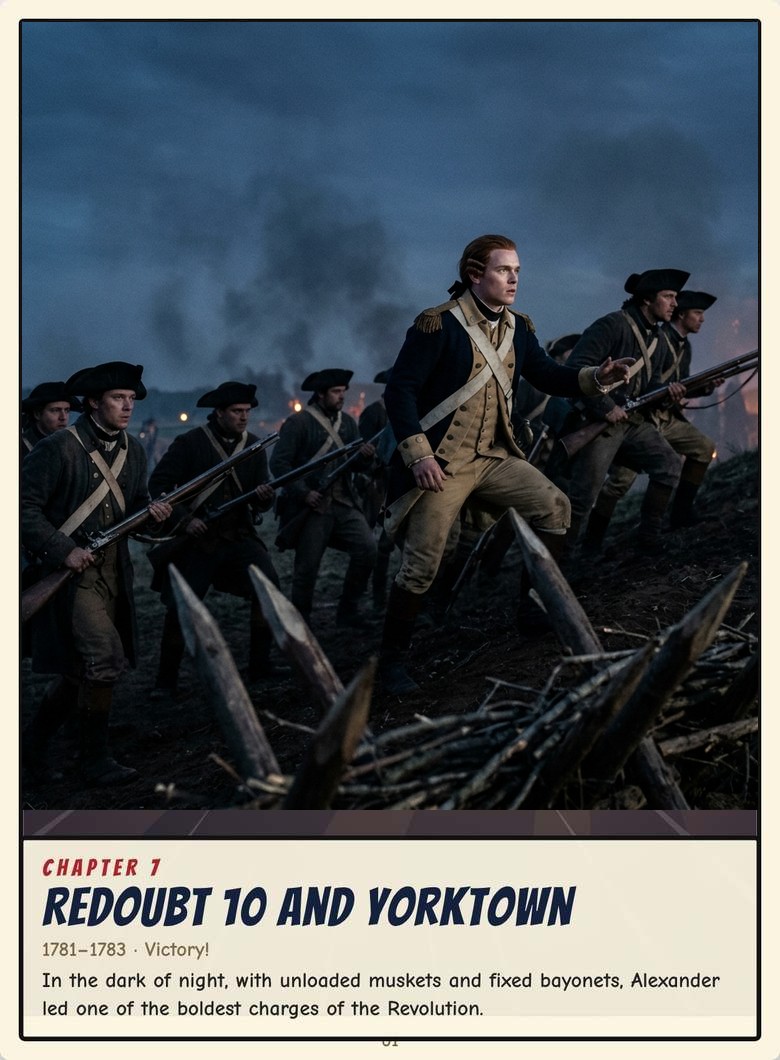 CHAPTER 7
REDOUBT 10 AND YORKTOWN
1781–1783 · Victory!
In the dark of night, with unloaded muskets and fixed bayonets, Alexander
led one of the boldest charges of the Revolution.